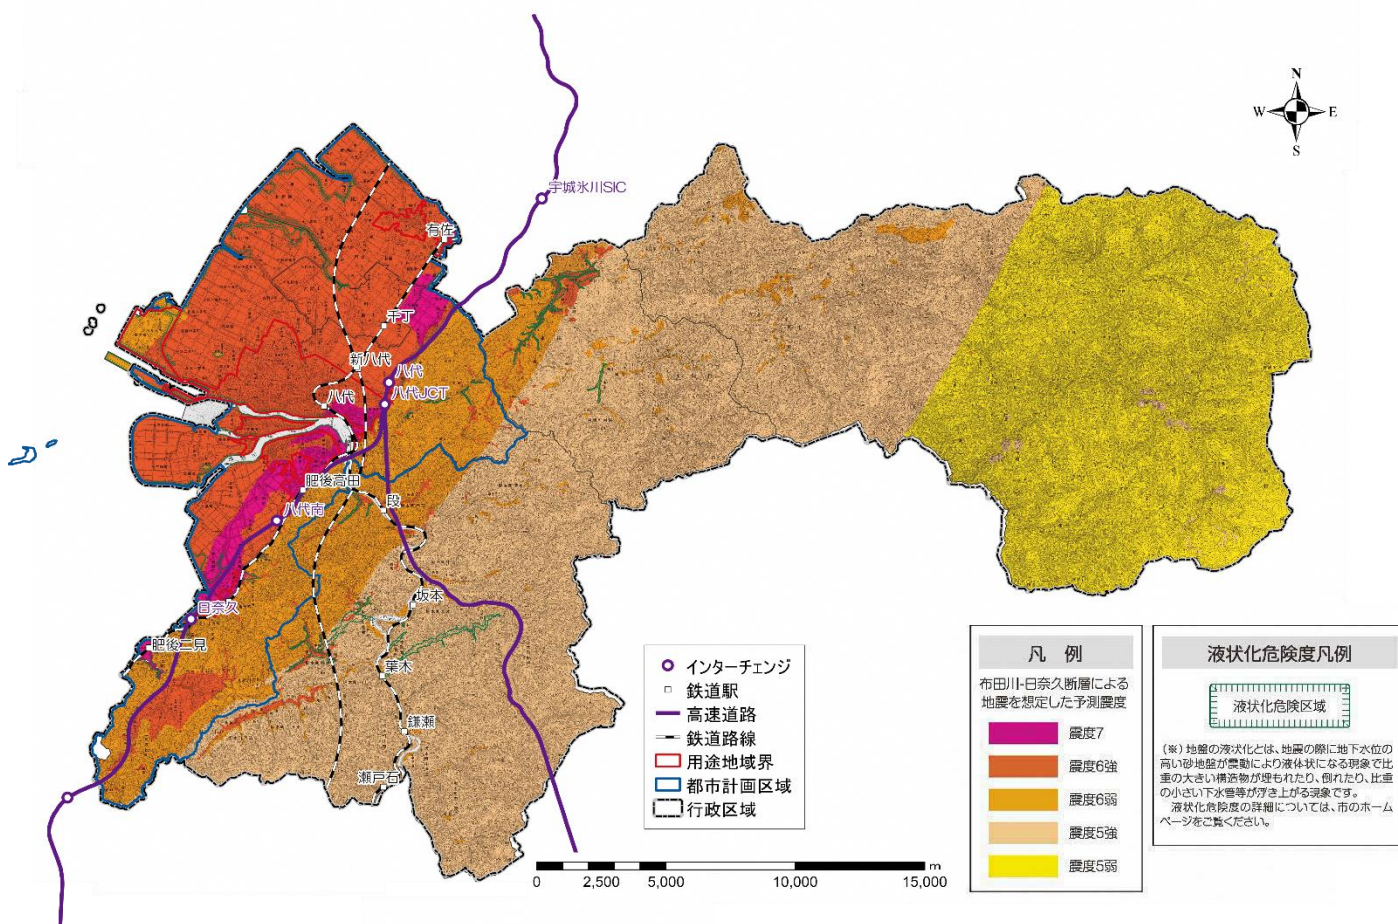 N
W
E
S
宇城氷川SIC
有佐
千丁
新八代
八代
八代JCT
八代
肥後高田
段
八代南
坂本
日奈久
肥後二見
葉木
鎌瀬
瀬戸石
インターチェンジ
鉄道駅
高速道路
鉄道路線
用途地域界
都市計画区域
行政区域
0
2,500
5,000
10,000
15,000
m
凡 例
布田川-日奈久断層による
地震を想定した予測震度
震度7
震度6強
震度6弱
震度5強
震度5弱
液状化危険度凡例
液状化危険区域
(※)地盤の液状化とは、地震の際に地下水位の
高い砂地盤が震動により液体状になる現象で比
重の大きい構造物が埋もれたり、倒れたり、比重
の小さい下水管等が浮き上がる現象です。
液状化危険度の詳細については、市のホーム
ページをご覧ください。